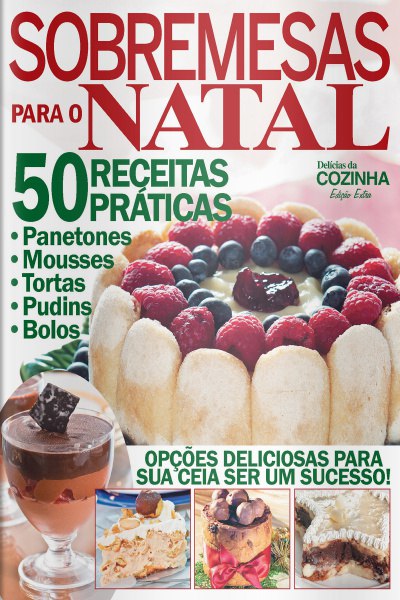 SOBREMESAS
PARA O NATAL
50 RECEITAS
PRÁTICAS
Delícias da
COZINHA
Edição Extra
• Panetones
• Mousses
• Tortas
• Pudins
• Bolos
OPÇÕES DELICIOSAS PARA
SUA CEIA SER UM SUCESSO!